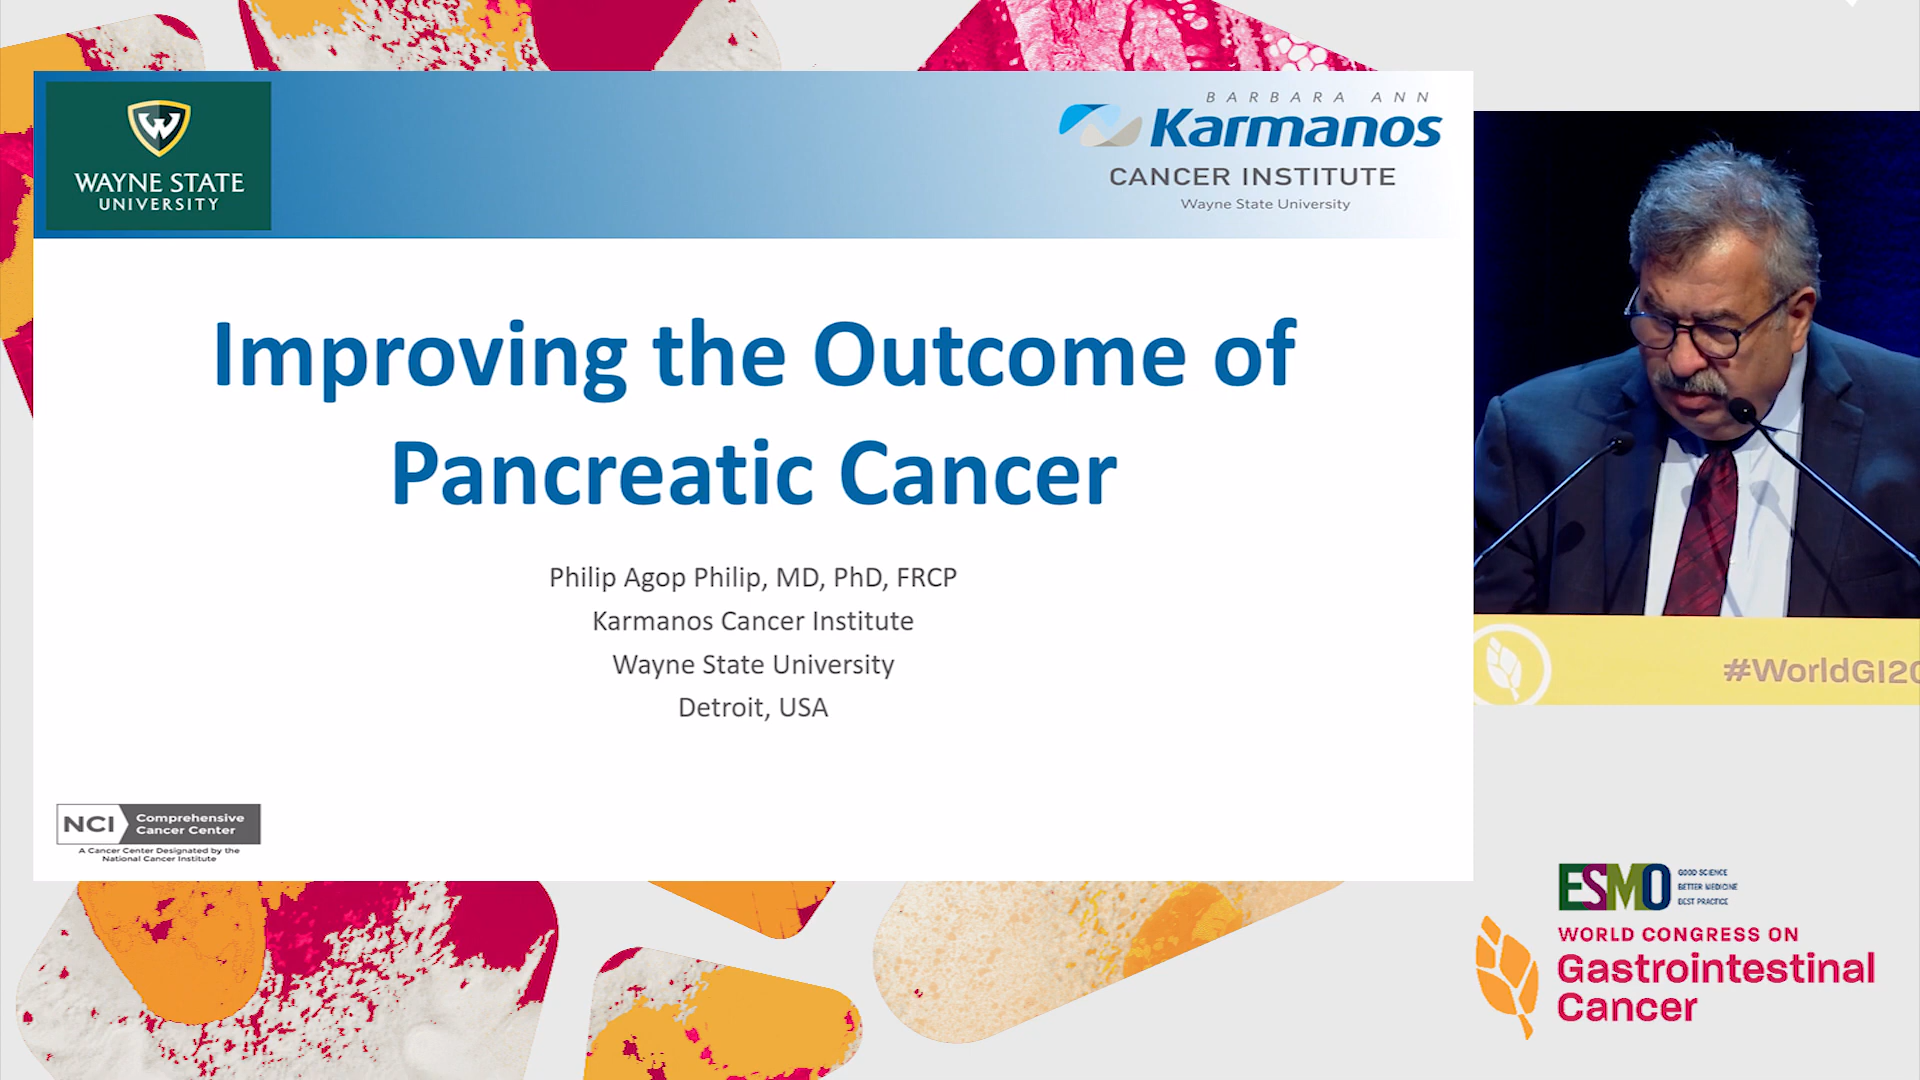 WAYNE STATE
UNIVERSITY
BARBARA ANN
Karmanos
CANCER INSTITUTE
Wayne State University
Improving the Outcome of
Pancreatic Cancer
Philip Agop Philip, MD, PhD, FRCP
Karmanos Cancer Institute
Wayne State University
Detroit, USA
NCI
Comprehensive
Cancer Center
A Cancer Center Designated by the
National Cancer Institute
#WorldGI20
ESMO
GOOD SCIENCE
BETTER MEDICINE
BEST PRACTICE
WORLD CONGRESS ON
Gastrointestinal
Cancer